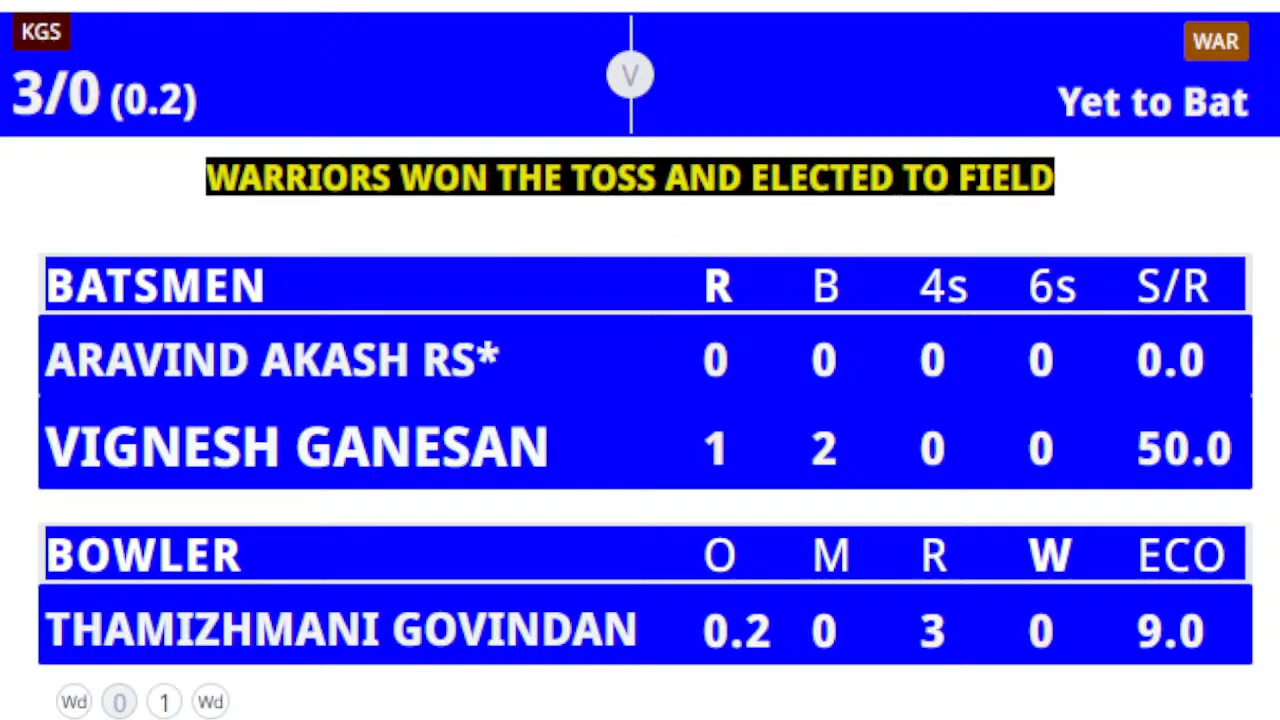 KGS
WAR
V
3/0 (0.2)
Yet to Bat
WARRIORS WON THE TOSS AND ELECTED TO FIELD
BATSMEN R B 4s 6s S/R
ARAVIND AKASH RS* 0 0 0 0 0.0
VIGNESH GANESAN 1 2 0 0 50.0
BOWLER O M R W ECO
THAMIZHMANI GOVINDAN 0.2 0 3 0 9.0
Wd 0 1 Wd